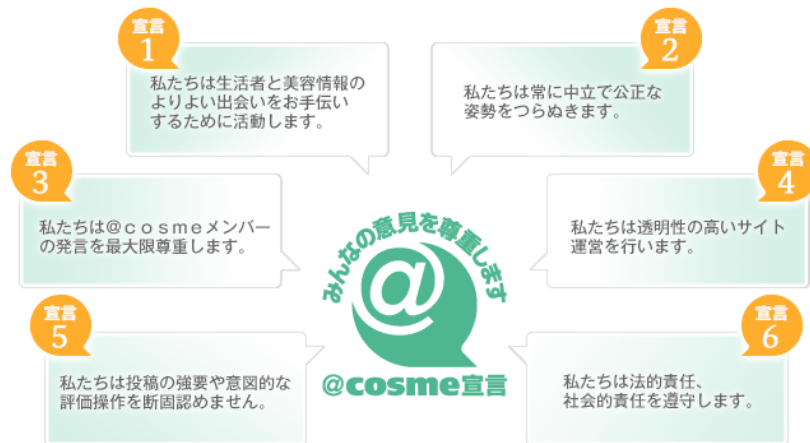 宣言
1
私たちは生活者と美容情報の
よりよい出会いをお手伝い
するために活動します。
宣言
2
私たちは常に中立で公正な
姿勢をつらぬきます。
宣言
3
私たちは@ｃｏｓｍｅメンバー
の発言を最大限尊重します。
宣言
4
私たちは透明性の高いサイト
運営を行います。
宣言
5
私たちは投稿の強要や意図的な
評価操作を断固認めません。
宣言
6
私たちは法的責任、
社会的責任を遵守します。
みんなの意見を尊重します
@
@cosme宣言